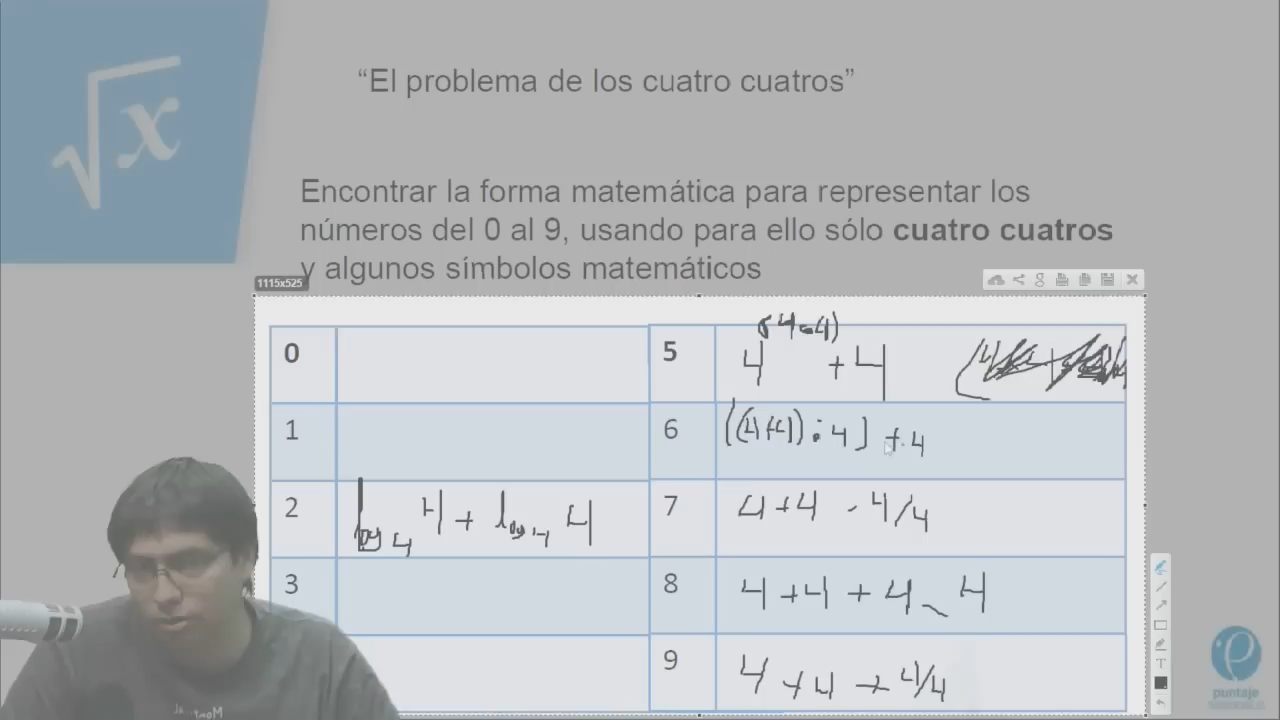 √x
“El problema de los cuatro cuatros”
Encontrar la forma matemática para representar los
números del 0 al 9, usando para ello sólo cuatro cuatros
y algunos símbolos matemáticos
1115x525
0
1
2 log₄ 4 + log₄ 4
3
5 4^(4-4) + 4
6 ((4+4) : 4) + 4
7 4+4 - 4/4
8 4+4+4-4
9 4+4+4/4
puntaje